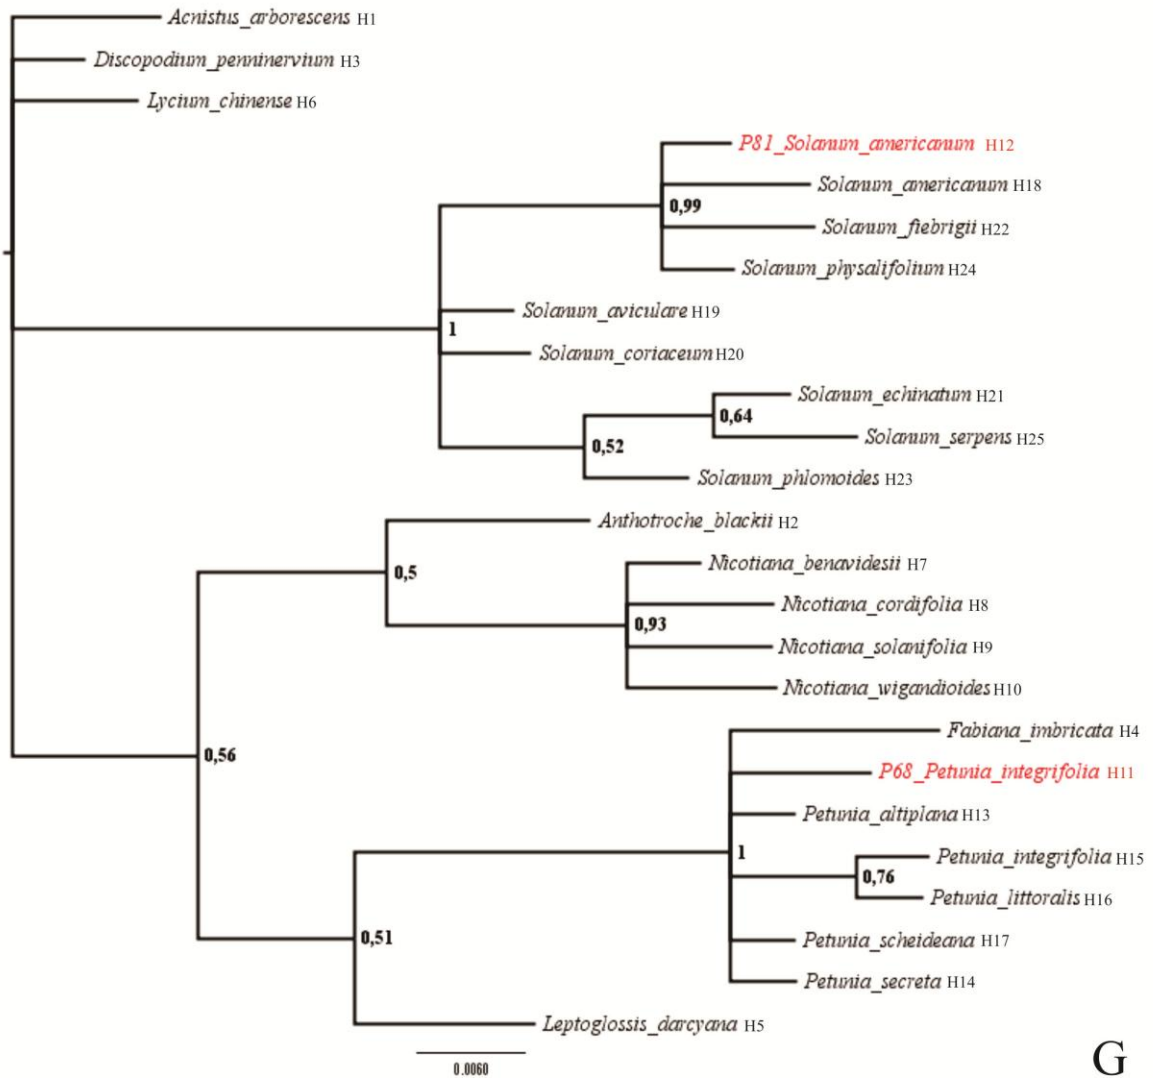 Acnistus_arborescens H1
Discopodium_penninervium H3
Lycium_chinense H6
P81_Solanum_americanum H12
Solanum_americanum H18
0,99
Solanum_fiebrigii H22
Solanum_physalifolium H24
Solanum_aviculare H19
1
Solanum_coriaceum H20
Solanum_echinatum H21
0,64
Solanum_serpens H25
0,52
Solanum_phlomoides H23
Anthotroche_blackii H2
Nicotiana_benavidesii H7
0,5
Nicotiana_cordifolia H8
0,93
Nicotiana_solanifolia H9
Nicotiana_wigandioides H10
Fabiana_imbricata H4
0,56
P68_Petunia_integrifolia H11
Petunia_altiplana H13
1
Petunia_integrifolia H15
0,76
Petunia_littoralis H16
0,51
Petunia_scheideana H17
Petunia_secreta H14
Leptoglossis_darcyana H5
0.0060
G